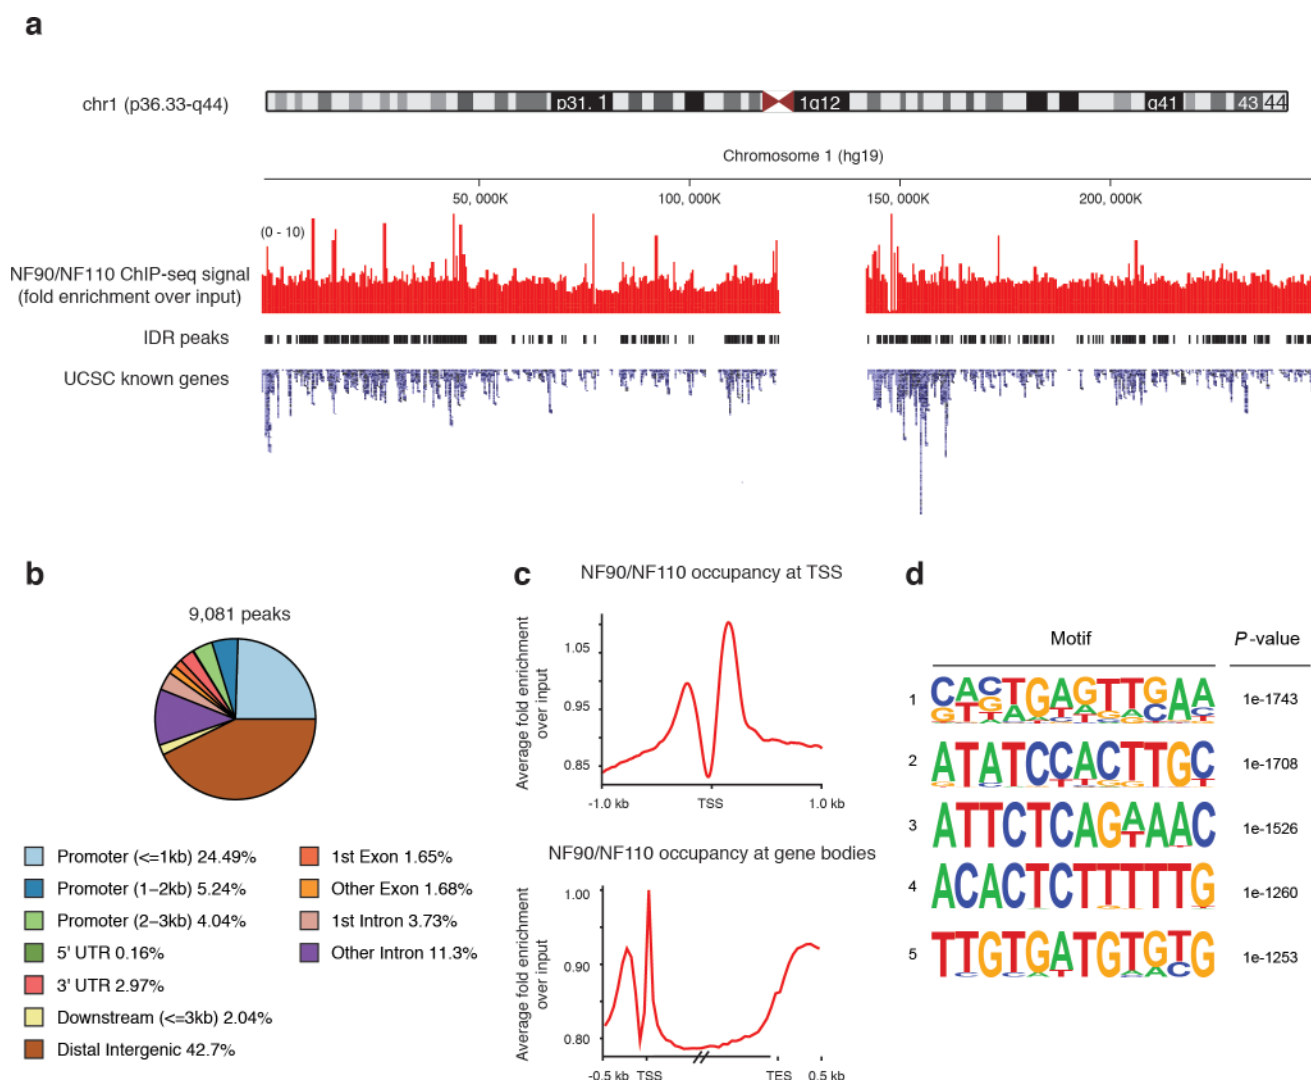 a
chr1 (p36.33-q44)
p31. 1
1q12
q41
43
44
Chromosome 1 (hg19)
50, 000K
100, 000K
150, 000K
200, 000K
(0 - 10)
NF90/NF110 ChIP-seq signal
(fold enrichment over input)
IDR peaks
UCSC known genes
b
9,081 peaks
Promoter (<=1kb) 24.49%
Promoter (1–2kb) 5.24%
Promoter (2–3kb) 4.04%
5' UTR 0.16%
3' UTR 2.97%
Downstream (<=3kb) 2.04%
Distal Intergenic 42.7%
1st Exon 1.65%
Other Exon 1.68%
1st Intron 3.73%
Other Intron 11.3%
c
NF90/NF110 occupancy at TSS
Average fold enrichment
over input
1.05
0.95
0.85
-1.0 kb
TSS
1.0 kb
NF90/NF110 occupancy at gene bodies
Average fold enrichment
over input
1.00
0.90
0.80
-0.5 kb
TSS
TES
0.5 kb
d
Motif
P-value
1
CACTGAGTTGAA
1e-1743
2
ATATCCACTTGC
1e-1708
3
ATTCTCAGAAAC
1e-1526
4
ACACTCTTTTTG
1e-1260
5
TTGTGATGTGTG
1e-1253